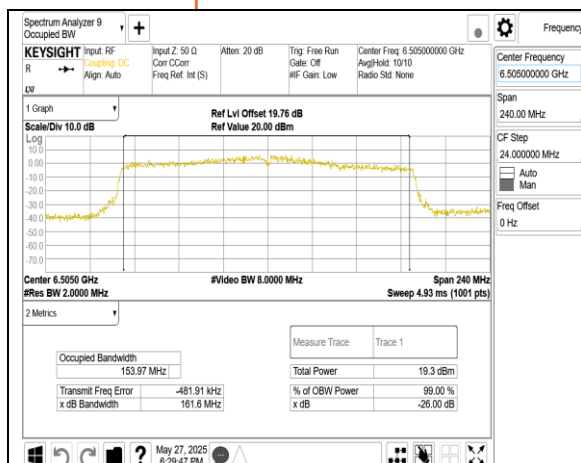 Spectrum Analyzer 9
Occupied BW
Frequency
KEYSIGHT
R
LXI
Input: RF
Coupling: DC
Align: Auto
Input Z: 50 Ω
Corr CCorr
Freq Ref: Int (S)
Atten: 20 dB
Trig: Free Run
Gate: Off
#IF Gain: Low
Center Freq: 6.505000000 GHz
Avg|Hold: 10/10
Radio Std: None
Center Frequency
6.505000000 GHz
Span
240.00 MHz
CF Step
24.000000 MHz
Auto
Man
Freq Offset
0 Hz
1 Graph
Scale/Div 10.0 dB
Ref Lvl Offset 19.76 dB
Ref Value 20.00 dBm
Log
10.0
0.00
-10.0
-20.0
-30.0
-40.0
-50.0
-60.0
-70.0
Center 6.5050 GHz
#Res BW 2.0000 MHz
#Video BW 8.0000 MHz
Span 240 MHz
Sweep 4.93 ms (1001 pts)
2 Metrics
Measure Trace Trace 1
Occupied Bandwidth
153.97 MHz
Total Power 19.3 dBm
Transmit Freq Error -481.91 kHz
% of OBW Power 99.00 %
x dB Bandwidth 161.6 MHz
x dB -26.00 dB
May 27, 2025
6:29:47 PM